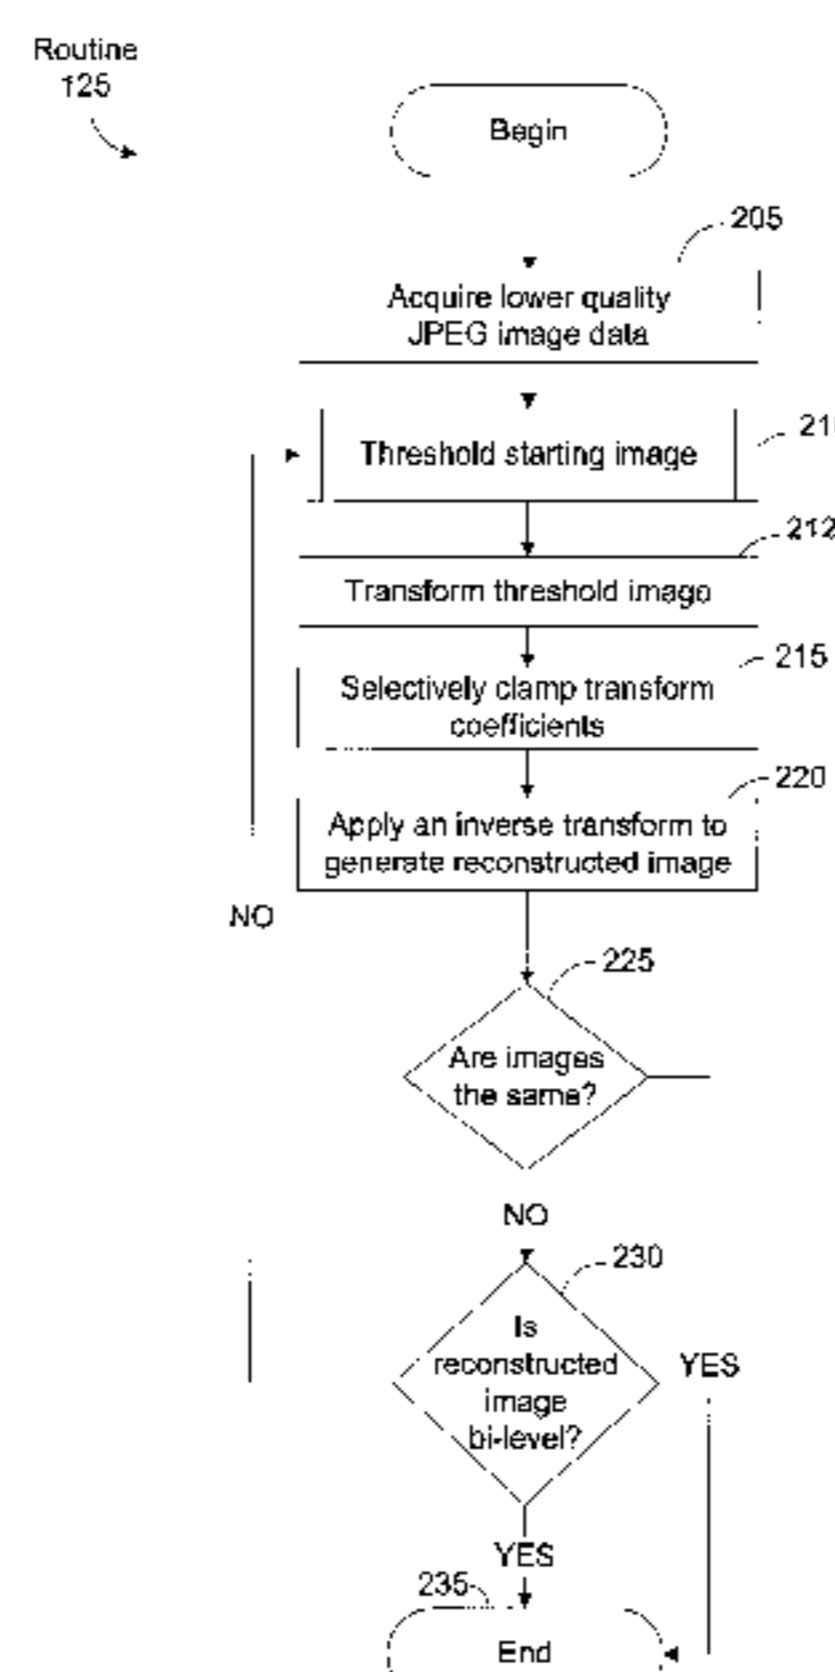 Routine
125
Begin
205
Acquire lower quality
JPEG image data
Threshold starting image
212
Transform threshold image
215
Selectively clamp transform
coefficients
220
Apply an inverse transform to
generate reconstructed image
NO
225
Are images
the same?
NO
230
Is
reconstructed
image
bi-level?
YES
YES
235
End